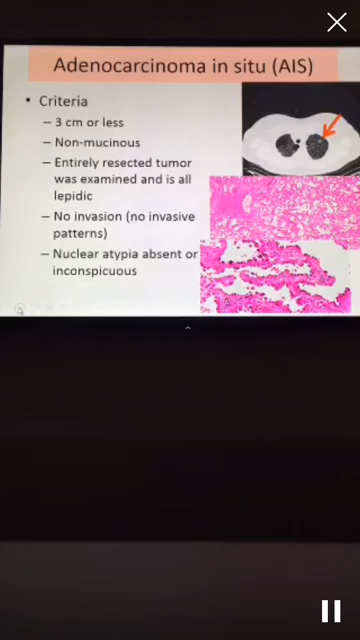 Adenocarcinoma in situ (AIS)
• Criteria
– 3 cm or less
– Non-mucinous
– Entirely resected tumor
was examined and is all
lepidic
– No invasion (no invasive
patterns)
– Nuclear atypia absent or
inconspicuous